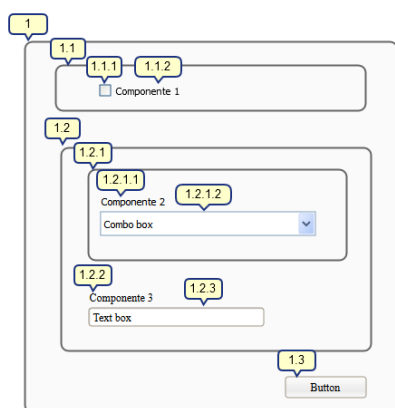 1
1.1
1.1.1 1.1.2
Componente 1
1.2
1.2.1
1.2.1.1 1.2.1.2
Componente 2
Combo box
1.2.2 1.2.3
Componente 3
Text box
1.3
Button